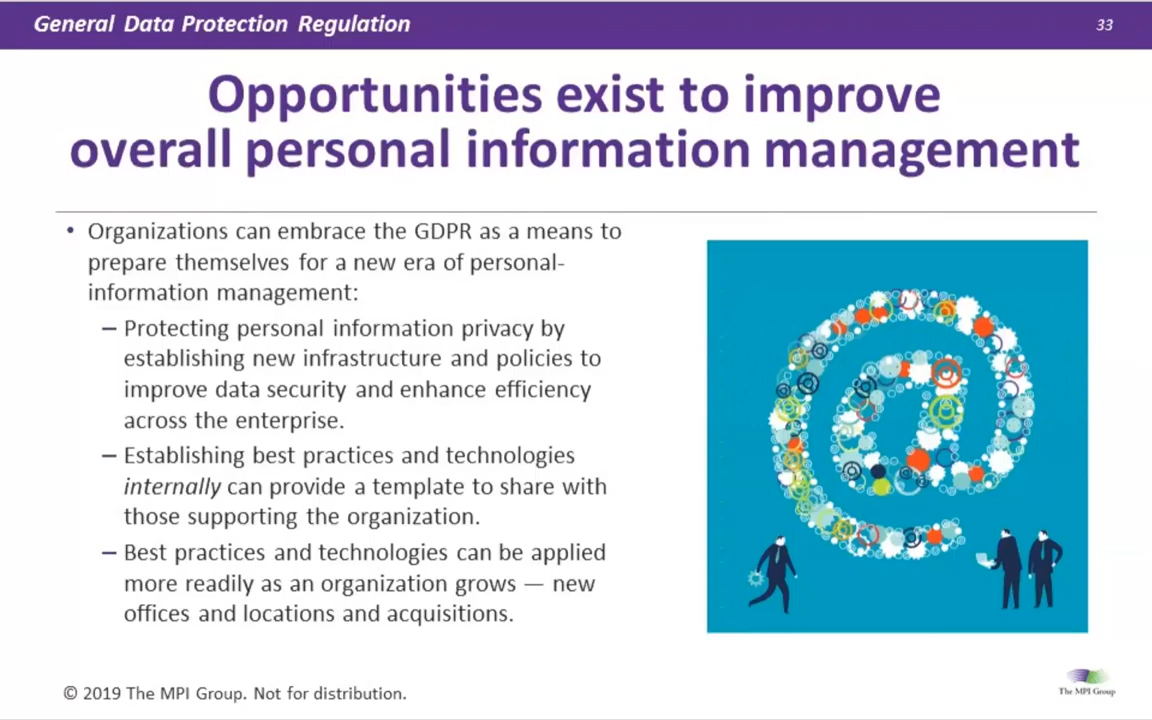 General Data Protection Regulation
33
Opportunities exist to improve
overall personal information management
• Organizations can embrace the GDPR as a means to
prepare themselves for a new era of personal-
information management:
– Protecting personal information privacy by
establishing new infrastructure and policies to
improve data security and enhance efficiency
across the enterprise.
– Establishing best practices and technologies
internally can provide a template to share with
those supporting the organization.
– Best practices and technologies can be applied
more readily as an organization grows — new
offices and locations and acquisitions.
@
© 2019 The MPI Group. Not for distribution.
The MPI Group